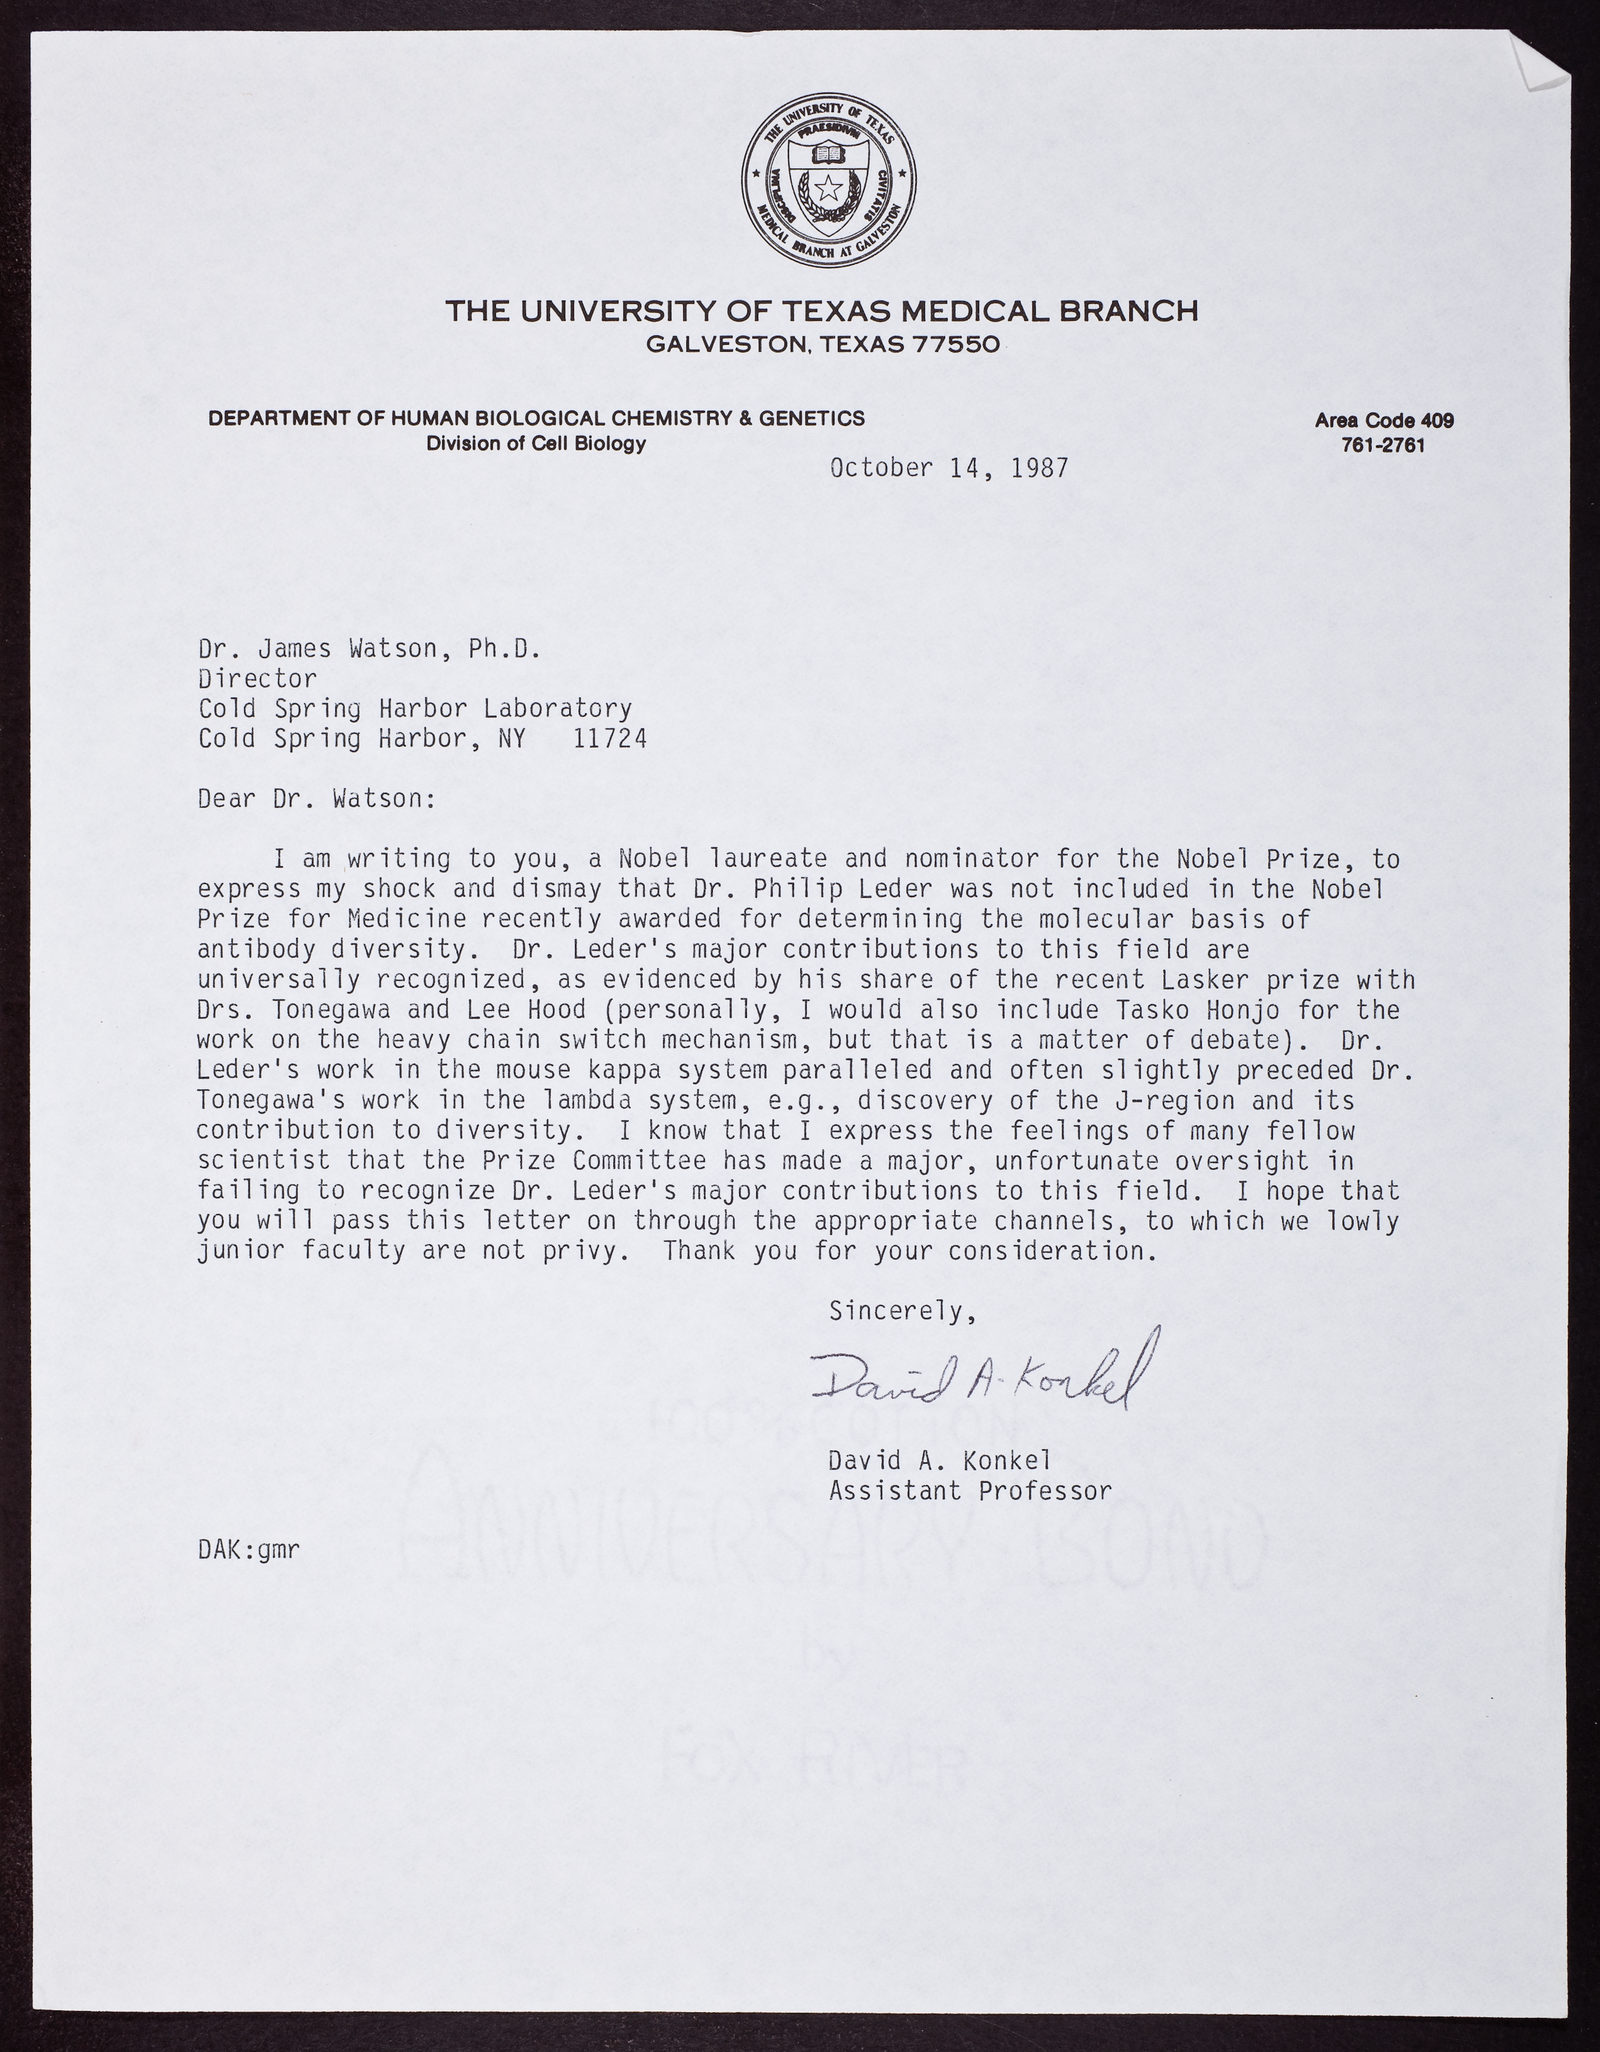 THE UNIVERSITY OF TEXAS
MEDICAL BRANCH AT GALVESTON
PRAESIDIVM
DISCIPLINA
CIVITATIS
THE UNIVERSITY OF TEXAS MEDICAL BRANCH
GALVESTON, TEXAS 77550
DEPARTMENT OF HUMAN BIOLOGICAL CHEMISTRY & GENETICS
Division of Cell Biology
Area Code 409
761-2761
October 14, 1987
Dr. James Watson, Ph.D.
Director
Cold Spring Harbor Laboratory
Cold Spring Harbor, NY   11724
Dear Dr. Watson:
I am writing to you, a Nobel laureate and nominator for the Nobel Prize, to
express my shock and dismay that Dr. Philip Leder was not included in the Nobel
Prize for Medicine recently awarded for determining the molecular basis of
antibody diversity.  Dr. Leder's major contributions to this field are
universally recognized, as evidenced by his share of the recent Lasker prize with
Drs. Tonegawa and Lee Hood (personally, I would also include Tasko Honjo for the
work on the heavy chain switch mechanism, but that is a matter of debate).  Dr.
Leder's work in the mouse kappa system paralleled and often slightly preceded Dr.
Tonegawa's work in the lambda system, e.g., discovery of the J-region and its
contribution to diversity.  I know that I express the feelings of many fellow
scientist that the Prize Committee has made a major, unfortunate oversight in
failing to recognize Dr. Leder's major contributions to this field.  I hope that
you will pass this letter on through the appropriate channels, to which we lowly
junior faculty are not privy.  Thank you for your consideration.
Sincerely,
David A. Konkel
David A. Konkel
Assistant Professor
DAK:gmr
ANNIVERSARY BOND
by
FOX RIVER